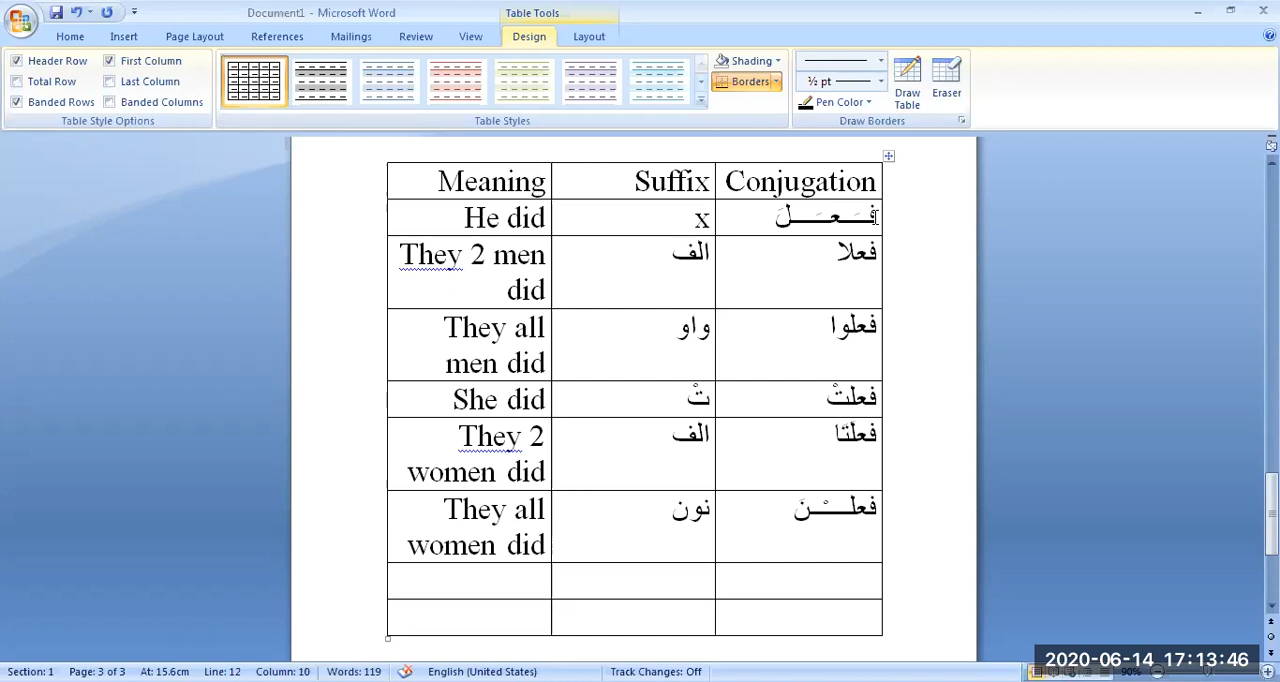 Document1 - Microsoft Word
Table Tools
Home Insert Page Layout References Mailings Review View Design Layout
Header Row First Column
Total Row Last Column
Banded Rows Banded Columns
Table Style Options
Table Styles
Shading
Borders
½ pt
Pen Color
Draw Table
Eraser
Draw Borders
Meaning Suffix Conjugation
He did x فَـــعَـــلَ
They 2 men did الف فعلا
They all men did واو فعلوا
She did تْ فعلتْ
They 2 women did الف فعلتا
They all women did نون فعلـــْــنَ
Section: 1 Page: 3 of 3 At: 15.6cm Line: 12 Column: 10 Words: 119 English (United States) Track Changes: Off 90%
2020-06-14 17:13:46